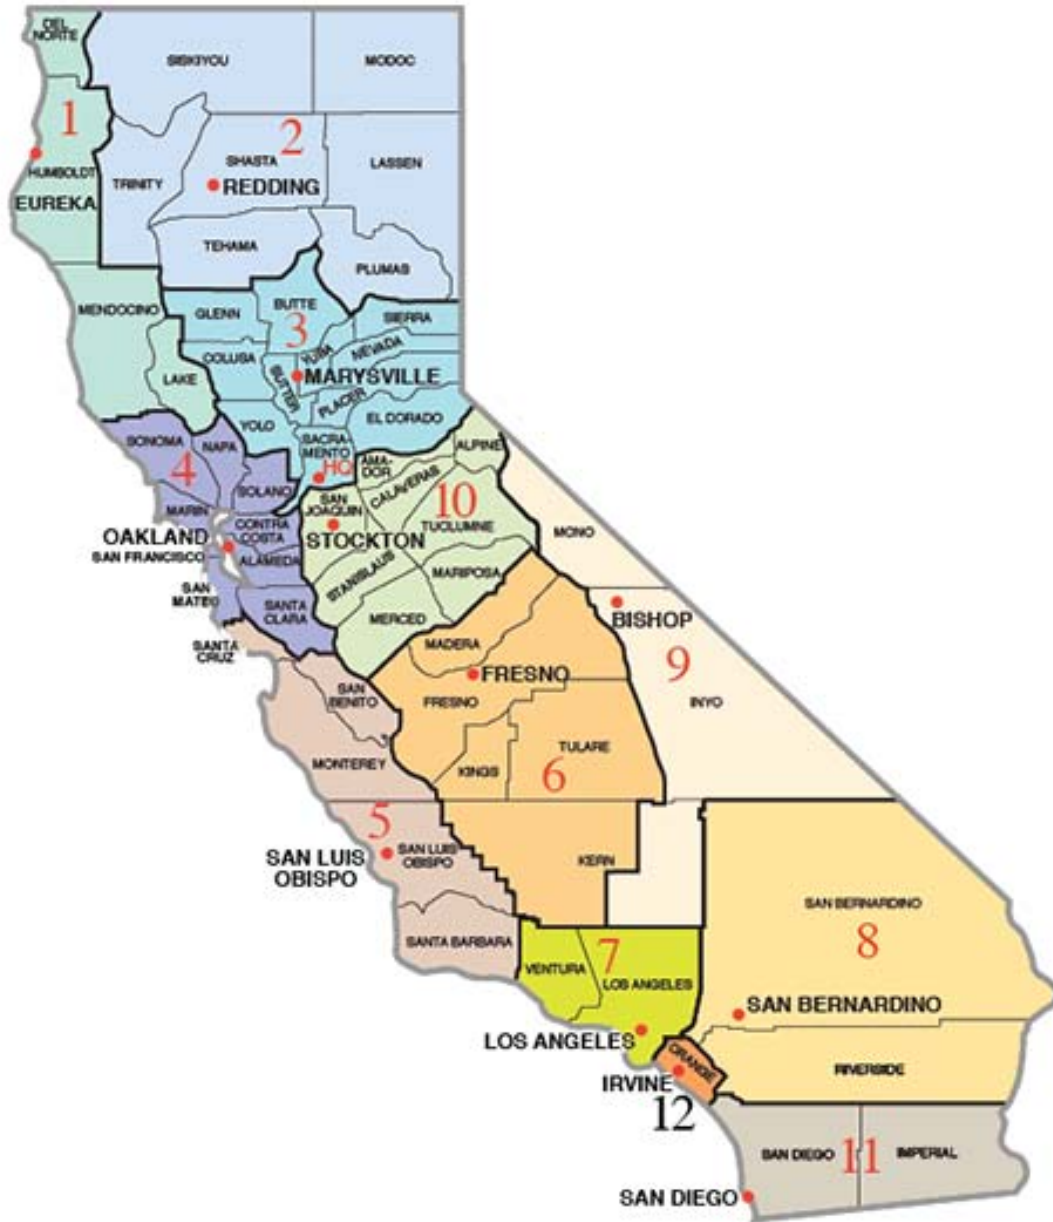 DEL
NORTE
SISKIYOU
MODOC
1
2
HUMBOLDT
EUREKA
TRINITY
SHASTA
REDDING
LASSEN
TEHAMA
PLUMAS
MENDOCINO
GLENN
BUTTE
3
SIERRA
COLUSA
YUBA
NEVADA
LAKE
SUTTER
MARYSVILLE
PLACER
YOLO
EL DORADO
SONOMA
NAPA
SACRA-
MENTO
HQ
AMA-
DOR
ALPINE
4
SOLANO
CALAVERAS
MARIN
SAN
JOAQUIN
10
CONTRA
COSTA
TUOLUMNE
OAKLAND
STOCKTON
MONO
SAN FRANCISCO
ALAMEDA
STANISLAUS
MARIPOSA
SAN
MATEO
SANTA
CLARA
MERCED
BISHOP
SANTA
CRUZ
MADERA
9
FRESNO
SAN
BENITO
FRESNO
INYO
MONTEREY
KINGS
TULARE
6
5
SAN LUIS
OBISPO
SAN LUIS
OBISPO
KERN
SAN BERNARDINO
8
SANTA BARBARA
7
VENTURA
LOS ANGELES
SAN BERNARDINO
LOS ANGELES
ORANGE
RIVERSIDE
IRVINE
12
SAN DIEGO
11
IMPERIAL
SAN DIEGO